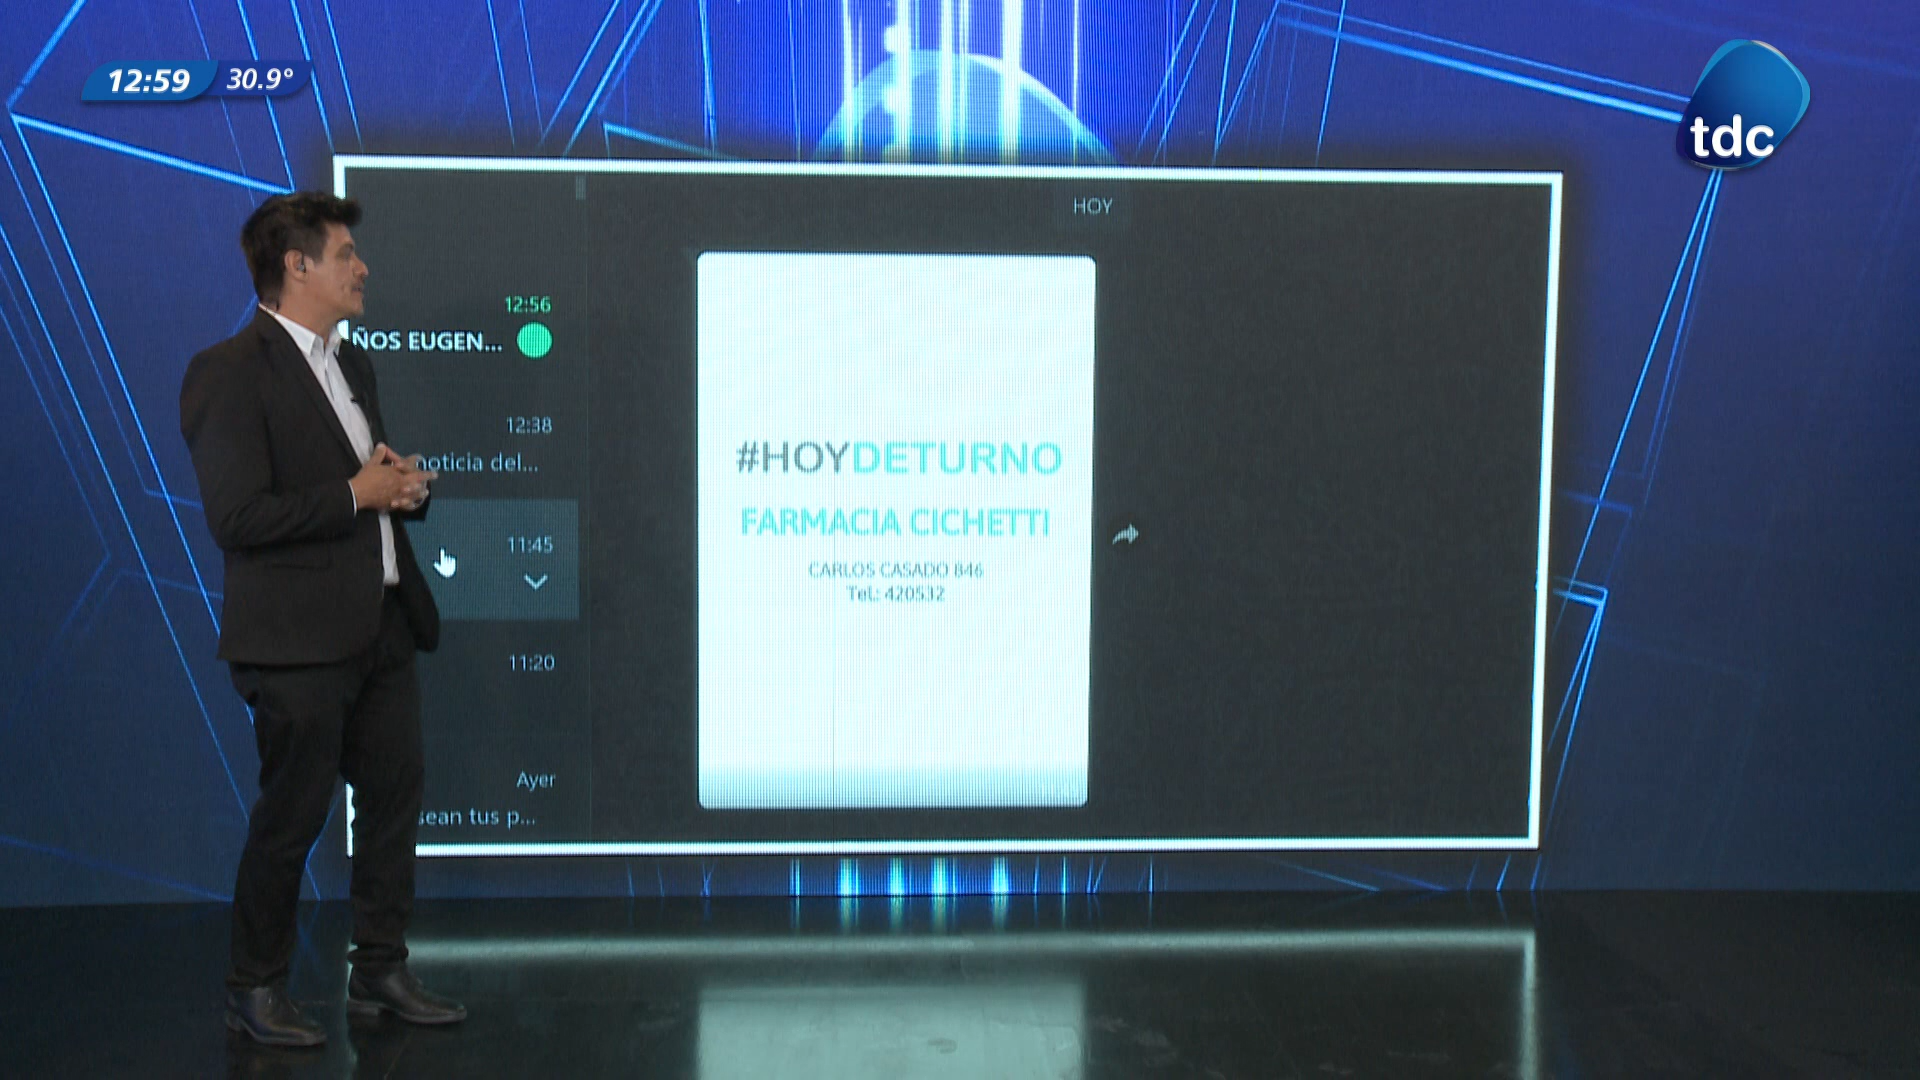 12:59 30.9°
tdc
HOY
12:56
ÑOS EUGEN...
12:38
noticia del...
11:45
11:20
Ayer
sean tus p...
#HOYDETURNO
FARMACIA CICHETTI
CARLOS CASADO 846
Tel.: 420532